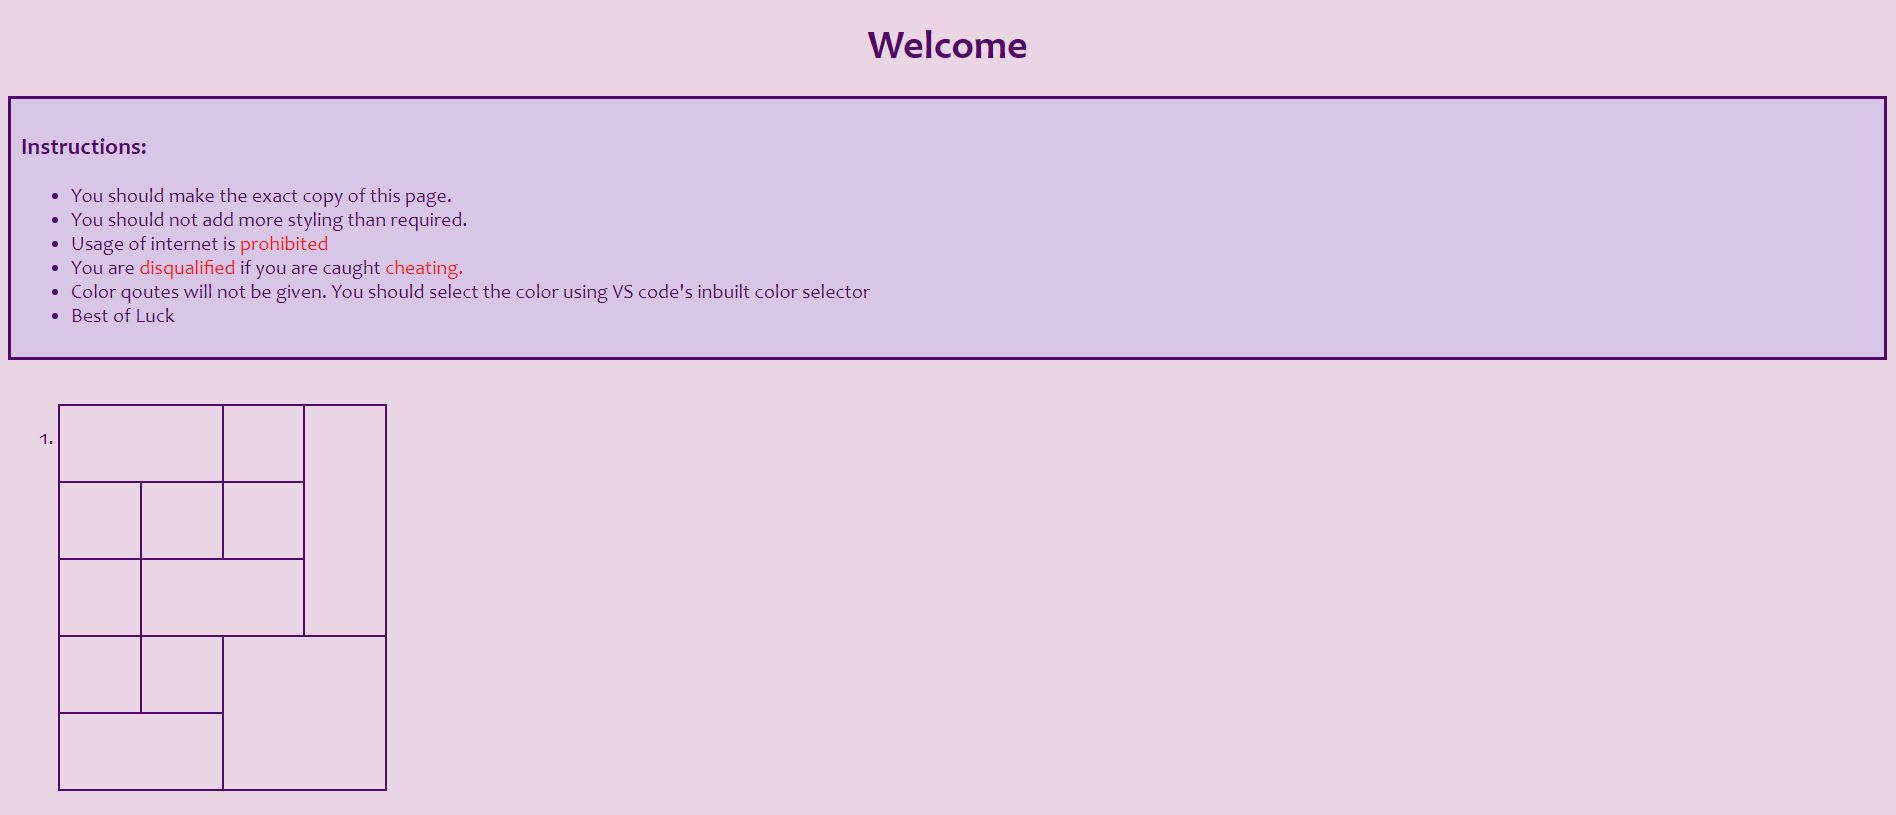 Welcome
Instructions:
• You should make the exact copy of this page.
• You should not add more styling than required.
• Usage of internet is prohibited
• You are disqualified if you are caught cheating.
• Color qoutes will not be given. You should select the color using VS code's inbuilt color selector
• Best of Luck
1.